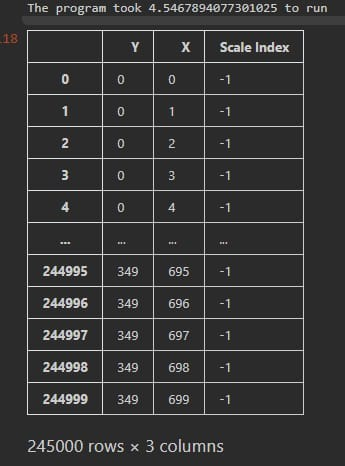 The program took 4.5467894077301025 to run
118
Y X Scale Index
0 0 0 -1
1 0 1 -1
2 0 2 -1
3 0 3 -1
4 0 4 -1
... ... ... ...
244995 349 695 -1
244996 349 696 -1
244997 349 697 -1
244998 349 698 -1
244999 349 699 -1
245000 rows × 3 columns